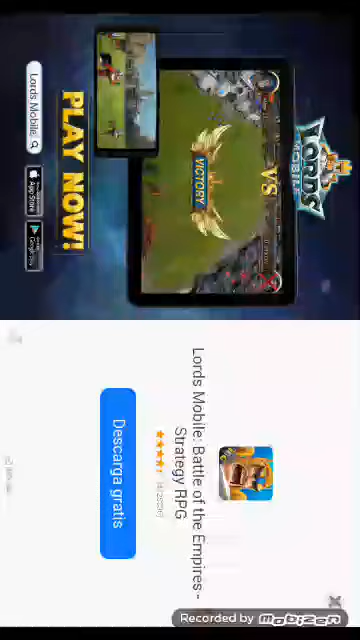 LORDS
MOBILE
VS
VICTORY
PLAY NOW!
Lords Mobile
App Store
Google Play
Lords Mobile: Battle of the Empires -
Strategy RPG
Descarga gratis
Recorded by Mobizen